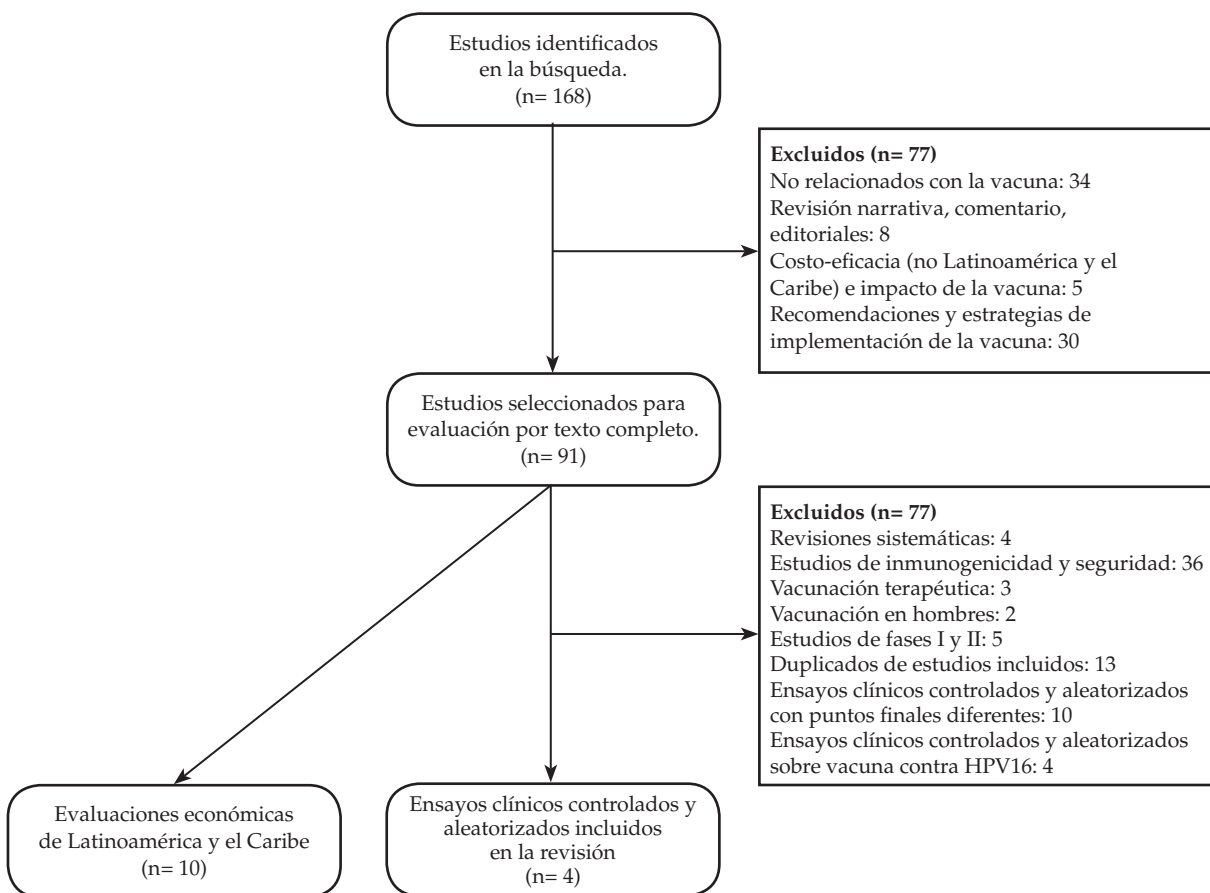 Estudios identificados
en la búsqueda.
(n= 168)
Excluidos (n= 77)
No relacionados con la vacuna: 34
Revisión narrativa, comentario,
editoriales: 8
Costo-eficacia (no Latinoamérica y el
Caribe) e impacto de la vacuna: 5
Recomendaciones y estrategias de
implementación de la vacuna: 30
Estudios seleccionados para
evaluación por texto completo.
(n= 91)
Excluidos (n= 77)
Revisiones sistemáticas: 4
Estudios de inmunogenicidad y seguridad: 36
Vacunación terapéutica: 3
Vacunación en hombres: 2
Estudios de fases I y II: 5
Duplicados de estudios incluidos: 13
Ensayos clínicos controlados y aleatorizados
con puntos finales diferentes: 10
Ensayos clínicos controlados y aleatorizados
sobre vacuna contra HPV16: 4
Evaluaciones económicas
de Latinoamérica y el Caribe
(n= 10)
Ensayos clínicos controlados y
aleatorizados incluidos
en la revisión
(n= 4)